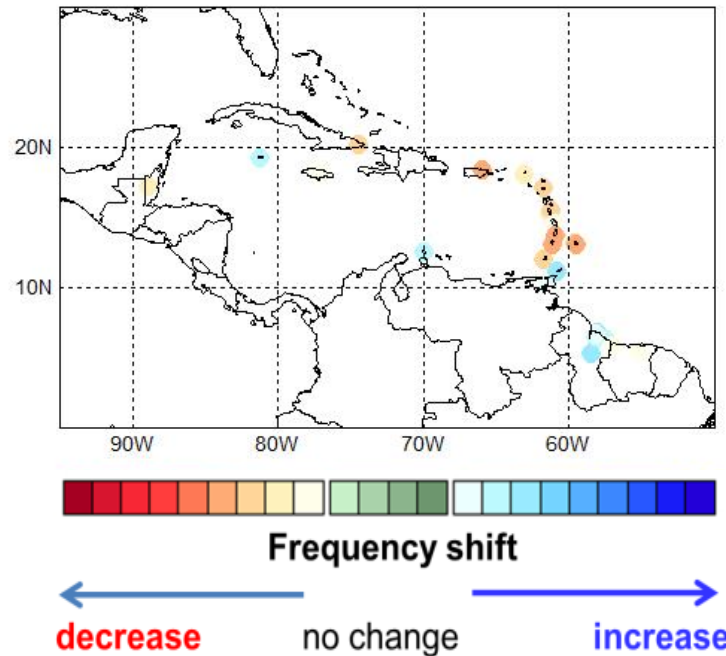 20N
10N
90W 80W 70W 60W
Frequency shift
decrease no change increase